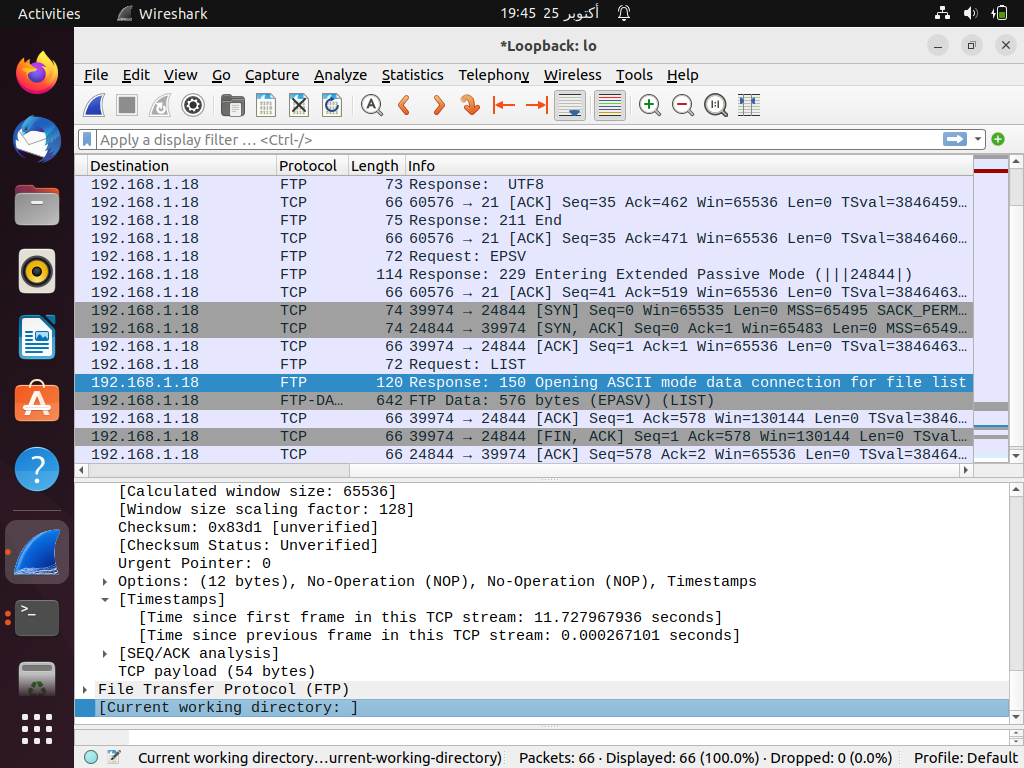 Activities Wireshark 19:45 25 أكتوبر
*Loopback: lo
File Edit View Go Capture Analyze Statistics Telephony Wireless Tools Help
Apply a display filter … <Ctrl-/>
Destination Protocol Length Info
192.168.1.18 FTP 73 Response:  UTF8
192.168.1.18 TCP 66 60576 → 21 [ACK] Seq=35 Ack=462 Win=65536 Len=0 TSval=3846459…
192.168.1.18 FTP 75 Response: 211 End
192.168.1.18 TCP 66 60576 → 21 [ACK] Seq=35 Ack=471 Win=65536 Len=0 TSval=3846460…
192.168.1.18 FTP 72 Request: EPSV
192.168.1.18 FTP 114 Response: 229 Entering Extended Passive Mode (|||24844|)
192.168.1.18 TCP 66 60576 → 21 [ACK] Seq=41 Ack=519 Win=65536 Len=0 TSval=3846463…
192.168.1.18 TCP 74 39974 → 24844 [SYN] Seq=0 Win=65535 Len=0 MSS=65495 SACK_PERM…
192.168.1.18 TCP 74 24844 → 39974 [SYN, ACK] Seq=0 Ack=1 Win=65483 Len=0 MSS=6549…
192.168.1.18 TCP 66 39974 → 24844 [ACK] Seq=1 Ack=1 Win=65536 Len=0 TSval=3846463…
192.168.1.18 FTP 72 Request: LIST
192.168.1.18 FTP 120 Response: 150 Opening ASCII mode data connection for file list
192.168.1.18 FTP-DA… 642 FTP Data: 576 bytes (EPASV) (LIST)
192.168.1.18 TCP 66 39974 → 24844 [ACK] Seq=1 Ack=578 Win=130144 Len=0 TSval=3846…
192.168.1.18 TCP 66 39974 → 24844 [FIN, ACK] Seq=1 Ack=578 Win=130144 Len=0 TSval…
192.168.1.18 TCP 66 24844 → 39974 [ACK] Seq=578 Ack=2 Win=65536 Len=0 TSval=38464…
[Calculated window size: 65536]
[Window size scaling factor: 128]
Checksum: 0x83d1 [unverified]
[Checksum Status: Unverified]
Urgent Pointer: 0
Options: (12 bytes), No-Operation (NOP), No-Operation (NOP), Timestamps
[Timestamps]
[Time since first frame in this TCP stream: 11.727967936 seconds]
[Time since previous frame in this TCP stream: 0.000267101 seconds]
[SEQ/ACK analysis]
TCP payload (54 bytes)
File Transfer Protocol (FTP)
[Current working directory: ]
Current working directory…urrent-working-directory) Packets: 66 · Displayed: 66 (100.0%) · Dropped: 0 (0.0%) Profile: Default